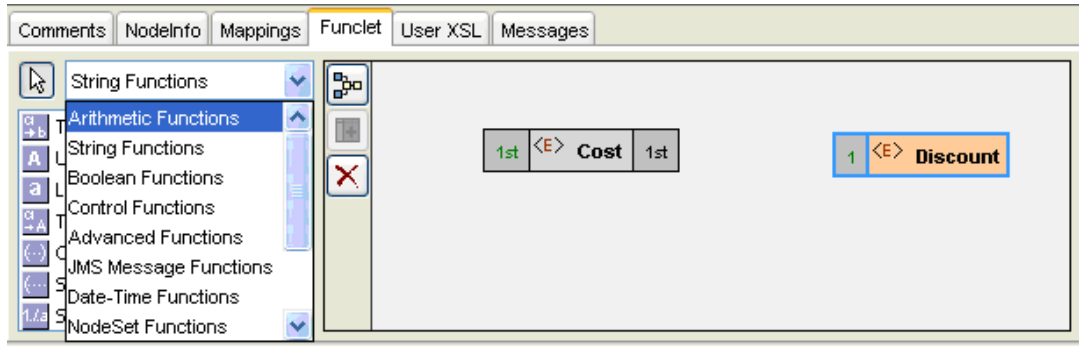 Comments NodeInfo Mappings Funclet User XSL Messages
String Functions
Arithmetic Functions
String Functions
Boolean Functions
Control Functions
Advanced Functions
JMS Message Functions
Date-Time Functions
NodeSet Functions
1st <E> Cost 1st
1 <E> Discount